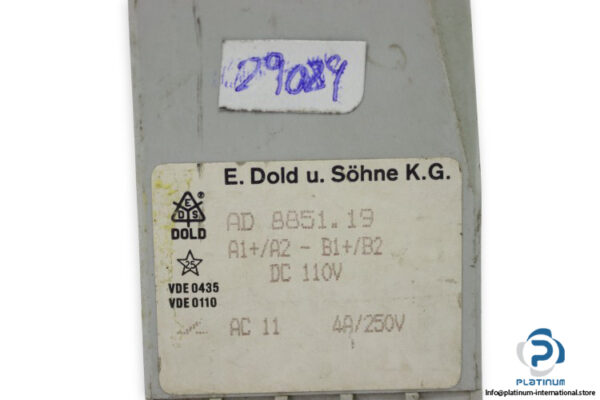 D9089
E. Dold u. Söhne K.G.
E
D S ®
DOLD
AD 8851.19
A1+/A2 - B1+/B2
DC 110V
25
VDE 0435
VDE 0110
AC 11 4A/250V
PLATINUM
Info@platinum-international.store